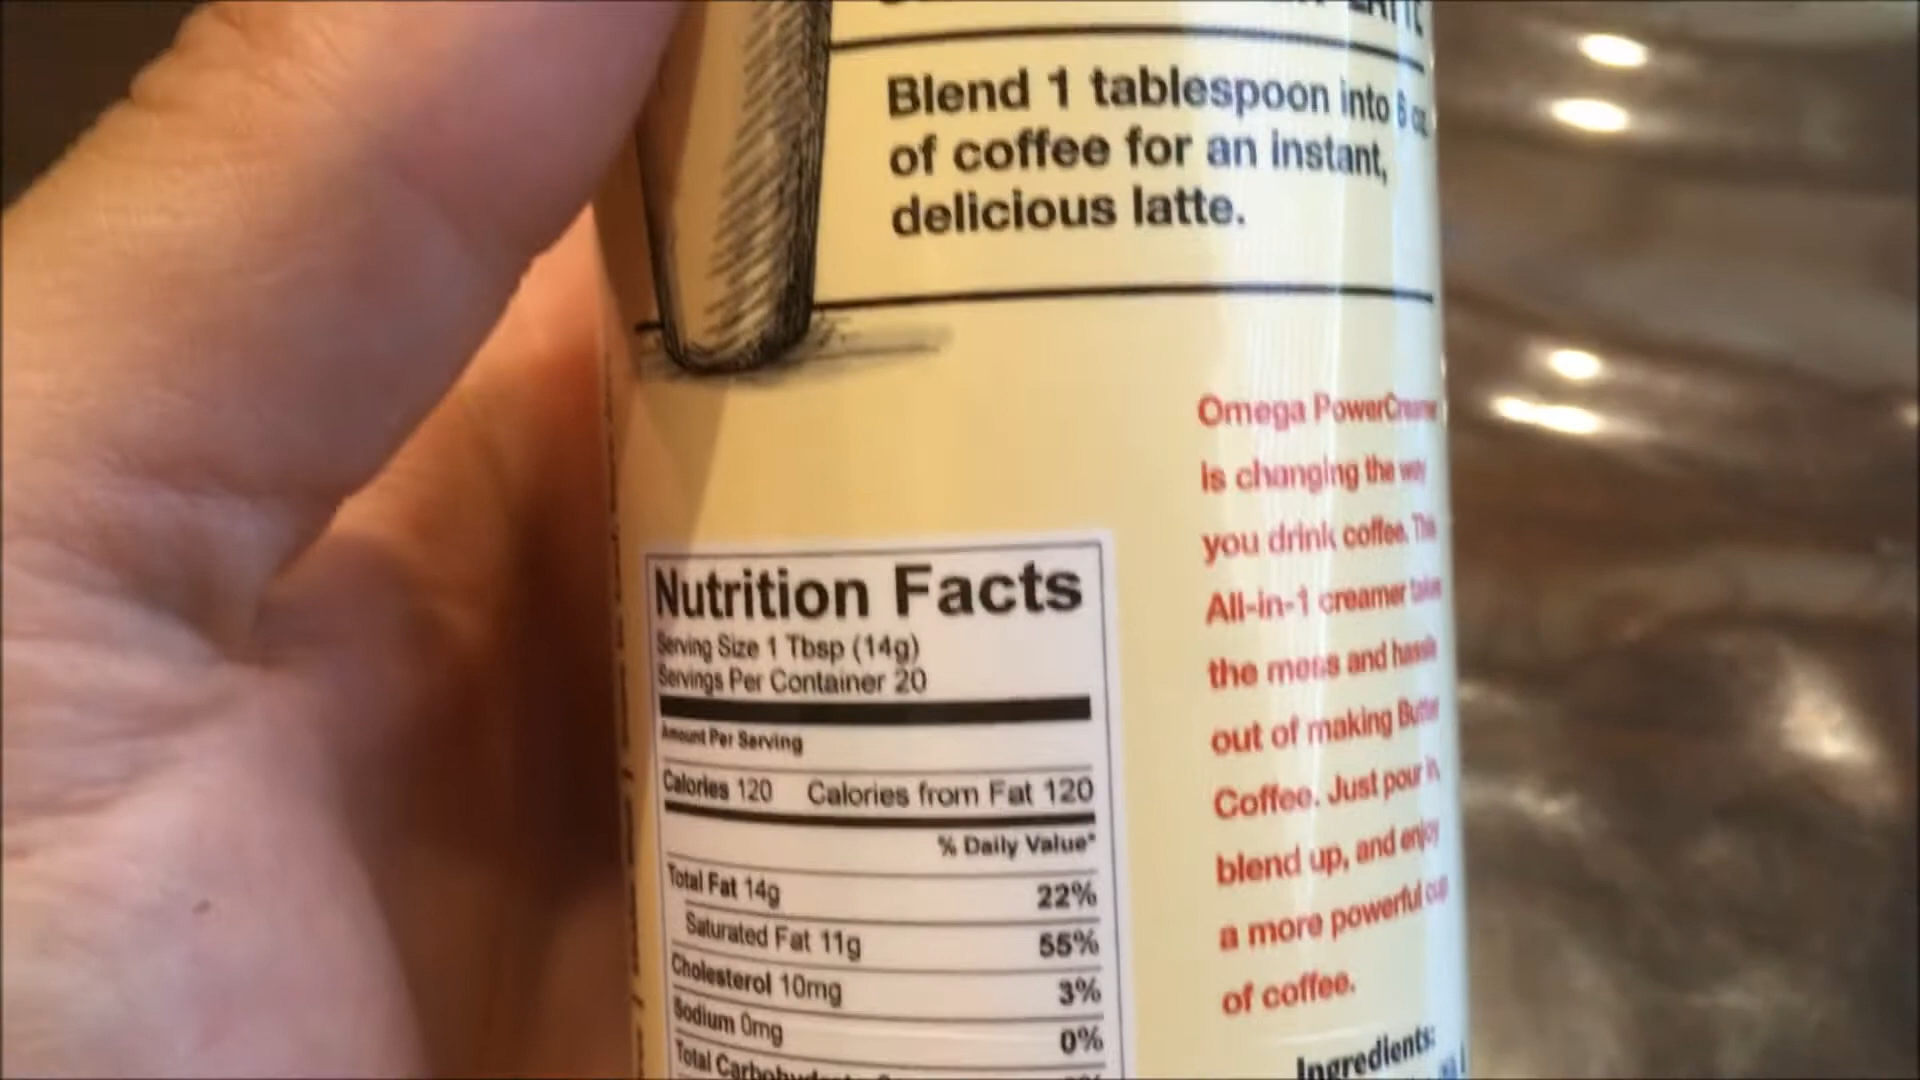 Blend 1 tablespoon into 6 oz.
of coffee for an instant,
delicious latte.
Omega PowerCreamer
is changing the way
you drink coffee. This
All-in-1 creamer takes
the mess and hassle
out of making Butter
Coffee. Just pour in,
blend up, and enjoy
a more powerful cup
of coffee.
Ingredients:
Nutrition Facts
Serving Size 1 Tbsp (14g)
Servings Per Container 20
Amount Per Serving
Calories 120 Calories from Fat 120
% Daily Value*
Total Fat 14g 22%
Saturated Fat 11g 55%
Cholesterol 10mg 3%
Sodium 0mg 0%
Total